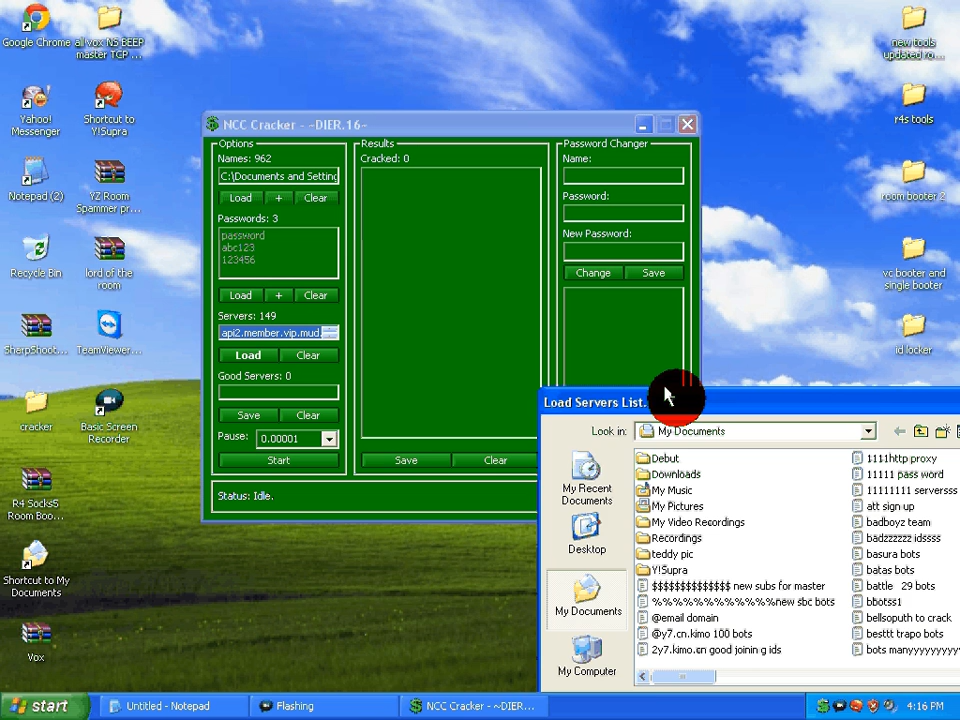 Google Chrome
all vox NS BEEP
master TCP ...
Yahoo!
Messenger
Shortcut to
Y!Supra
Notepad (2)
YZ Room
Spammer pr...
Recycle Bin
lord of the
room
SharpShoot...
TeamViewer...
cracker
Basic Screen
Recorder
R4 Socks5
Room Boo...
Shortcut to My
Documents
Vox
new tools
updated ro...
r4s tools
room booter 2
vc booter and
single booter
id locker
NCC Cracker - ~DIER.16~
Options
Names: 962
C:\Documents and Setting
Load + Clear
Passwords: 3
password
abc123
123456
Load + Clear
Servers: 149
api2.member.vip.mud.
Load Clear
Good Servers: 0
Save Clear
Pause: 0.00001
Start
Results
Cracked: 0
Save Clear
Password Changer
Name:
Password:
New Password:
Change Save
Status: Idle.
Load Servers List.
Look in: My Documents
My Recent
Documents
Desktop
My Documents
My Computer
Debut
Downloads
My Music
My Pictures
My Video Recordings
Recordings
teddy pic
Y!Supra
$$$$$$$$$$$$$$ new subs for master
%%%%%%%%%%%%new sbc bots
@email domain
@y7.cn.kimo 100 bots
2y7.kimo.cn good joinin g ids
1111http proxy
11111 pass word
11111111 serversss
att sign up
badboyz team
badzzzzzz idssss
basura bots
batas bots
battle 29 bots
bbotss1
bellsoputh to crack
besttt trapo bots
bots manyyyyyyyy
start
Untitled - Notepad
Flashing
NCC Cracker - ~DIER...
4:16 PM